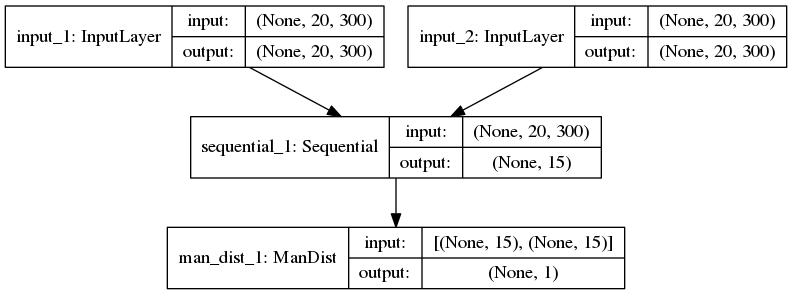 input_1: InputLayer
input: (None, 20, 300)
output: (None, 20, 300)
input_2: InputLayer
input: (None, 20, 300)
output: (None, 20, 300)
sequential_1: Sequential
input: (None, 20, 300)
output: (None, 15)
man_dist_1: ManDist
input: [(None, 15), (None, 15)]
output: (None, 1)